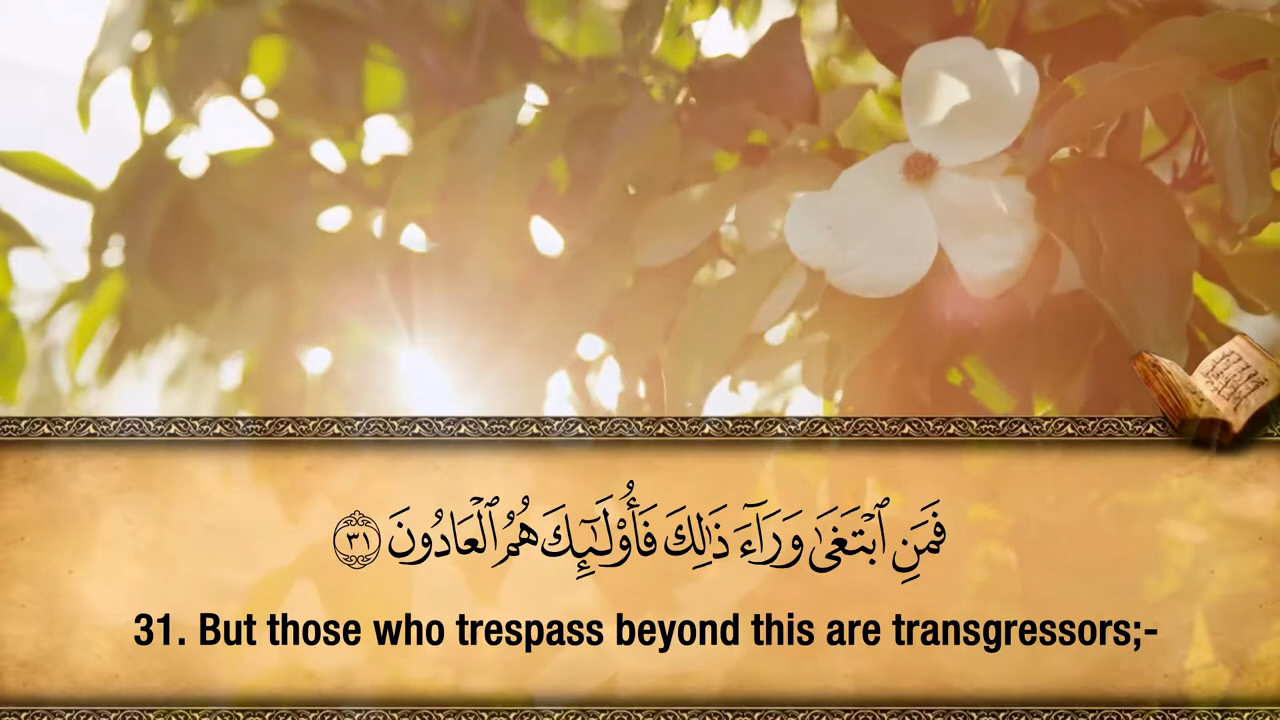 فَمَنِ ٱبْتَغَىٰ وَرَآءَ ذَٰلِكَ فَأُو۟لَـٰٓئِكَ هُمُ ٱلْعَادُونَ ٣١
31. But those who trespass beyond this are transgressors;-